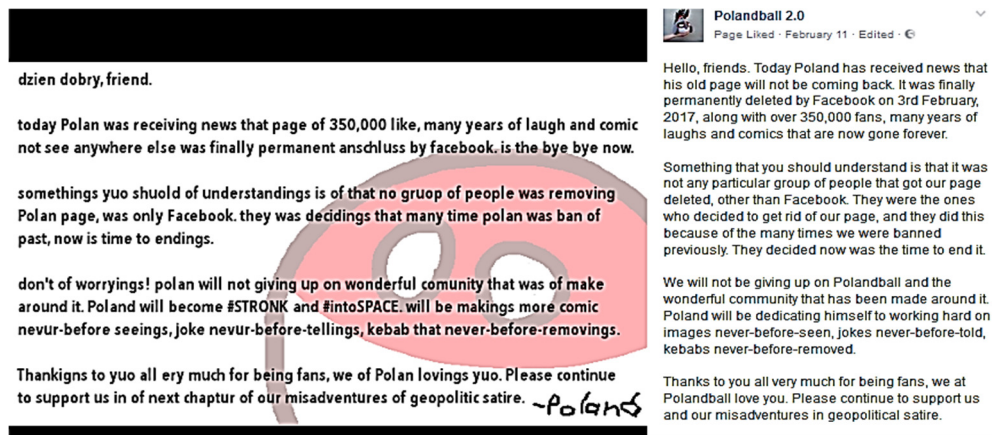 dzien dobry, friend.
today Polan was receiving news that page of 350,000 like, many years of laugh and comic
not see anywhere else was finally permanent anschluss by facebook. is the bye bye now.
somethings yuo shuold of understandings is of that no gruop of people was removing
Polan page, was only Facebook. they was decidings that many time polan was ban of
past, now is time to endings.
don't of worryings! polan will not giving up on wonderful comunity that was of make
around it. Poland will become #STRONK and #intoSPACE. will be makings more comic
nevur-before seeings, joke nevur-before-tellings, kebab that never-before-removings.
Thankigns to yuo all ery much for being fans, we of Polan lovings yuo. Please continue
to support us in of next chaptur of our misadventures of geopolitic satire.
~Poland
Polandball 2.0
Page Liked · February 11 · Edited ·
Hello, friends. Today Poland has received news that
his old page will not be coming back. It was finally
permanently deleted by Facebook on 3rd February,
2017, along with over 350,000 fans, many years of
laughs and comics that are now gone forever.
Something that you should understand is that it was
not any particular group of people that got our page
deleted, other than Facebook. They were the ones
who decided to get rid of our page, and they did this
because of the many times we were banned
previously. They decided now was the time to end it.
We will not be giving up on Polandball and the
wonderful community that has been made around it.
Poland will be dedicating himself to working hard on
images never-before-seen, jokes never-before-told,
kebabs never-before-removed.
Thanks to you all very much for being fans, we at
Polandball love you. Please continue to support us
and our misadventures in geopolitical satire.